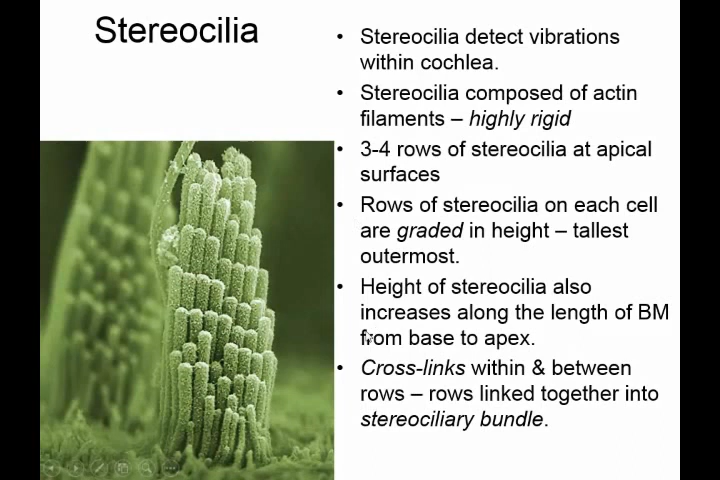 Stereocilia
• Stereocilia detect vibrations
within cochlea.
• Stereocilia composed of actin
filaments – highly rigid
• 3-4 rows of stereocilia at apical
surfaces
• Rows of stereocilia on each cell
are graded in height – tallest
outermost.
• Height of stereocilia also
increases along the length of BM
from base to apex.
• Cross-links within & between
rows – rows linked together into
stereociliary bundle.